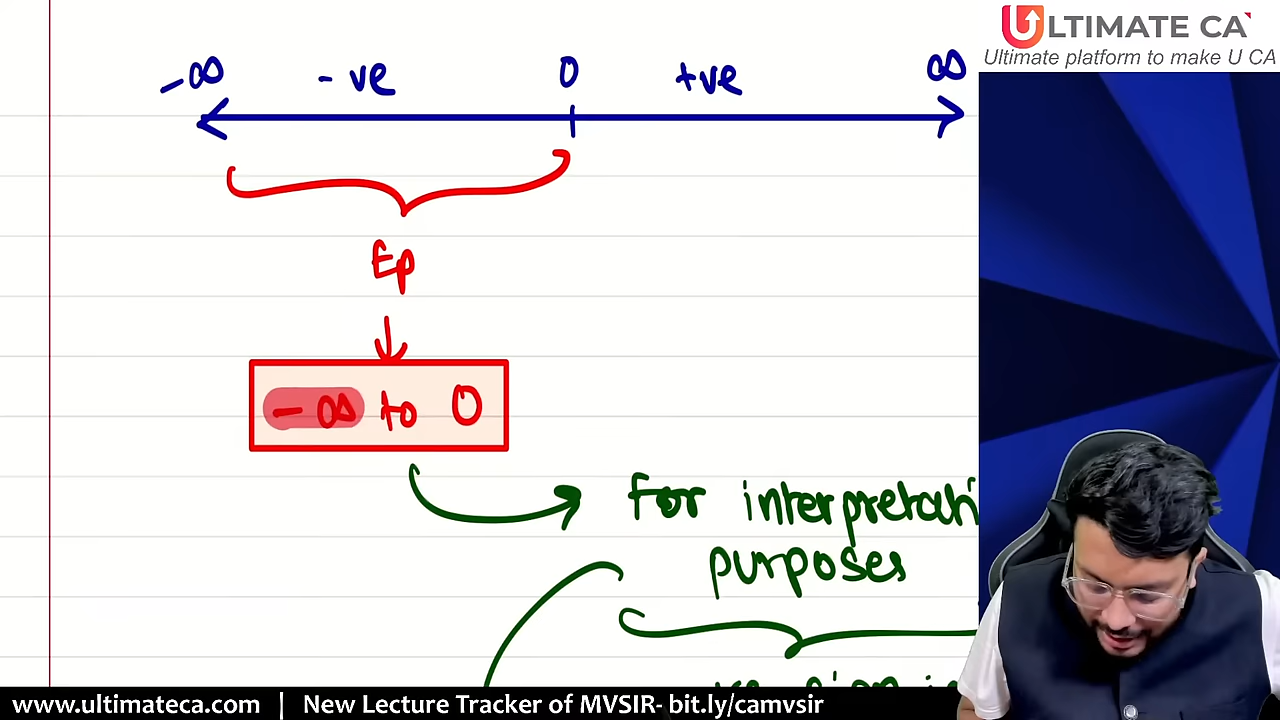 ULTIMATE CA
Ultimate platform to make U CA
-∞ - ve 0 +ve ∞
Ep
-∞ to 0
For interpretati
purposes
www.ultimateca.com | New Lecture Tracker of MVSIR- bit.ly/camvsir